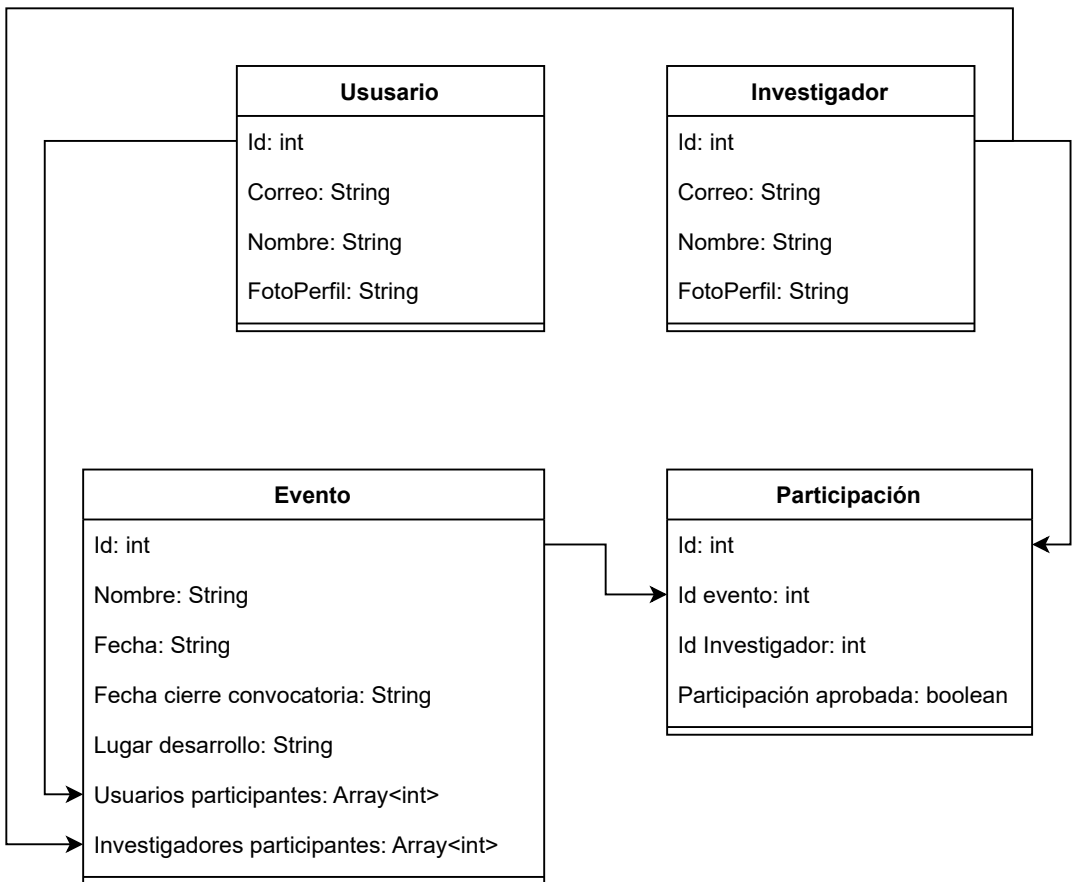 Ususario
Id: int
Correo: String
Nombre: String
FotoPerfil: String
Investigador
Id: int
Correo: String
Nombre: String
FotoPerfil: String
Evento
Id: int
Nombre: String
Fecha: String
Fecha cierre convocatoria: String
Lugar desarrollo: String
Usuarios participantes: Array<int>
Investigadores participantes: Array<int>
Participación
Id: int
Id evento: int
Id Investigador: int
Participación aprobada: boolean